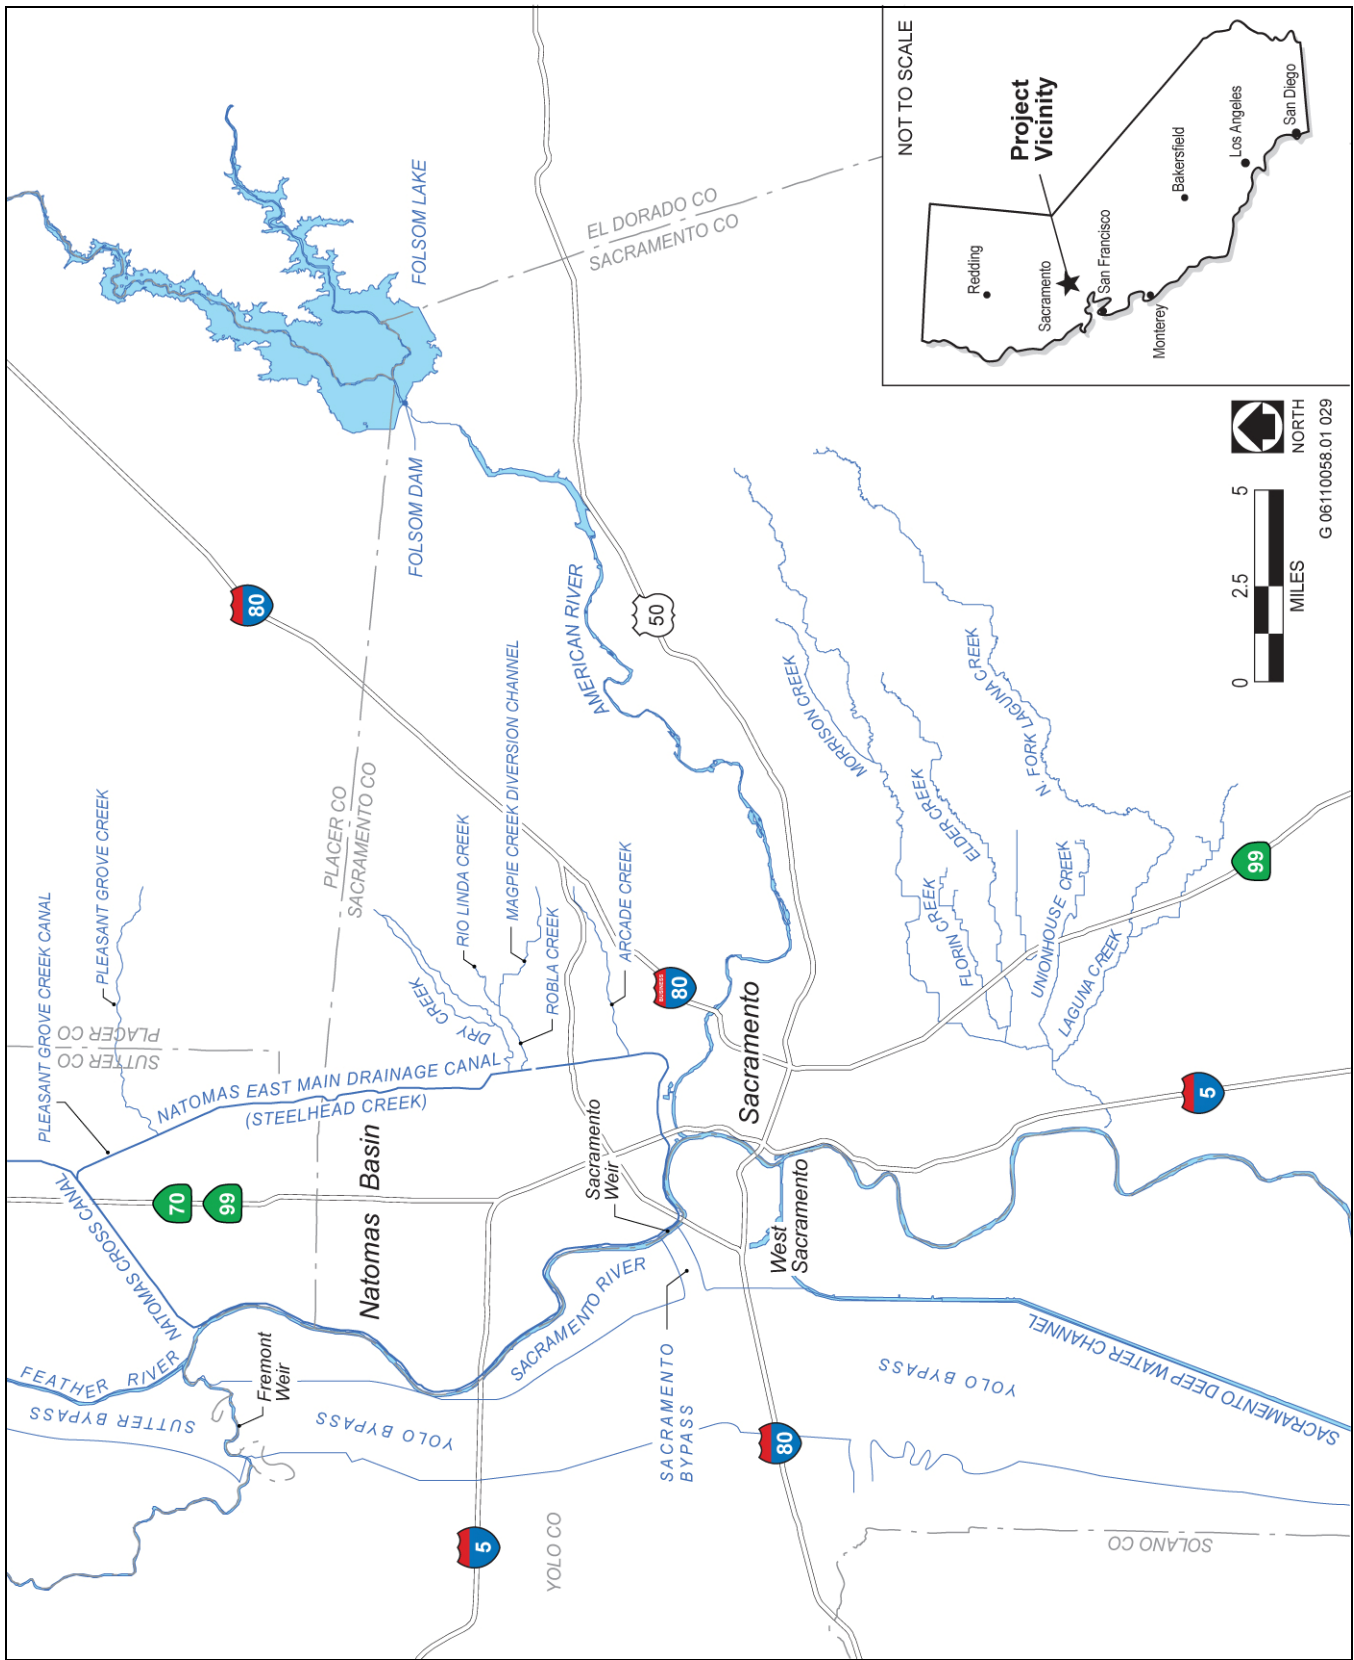 FOLSOM LAKE
EL DORADO CO
SACRAMENTO CO
FOLSOM DAM
80
AMERICAN RIVER
50
PLACER CO
SACRAMENTO CO
PLEASANT GROVE CREEK CANAL
PLEASANT GROVE CREEK
SUTTER CO
PLACER CO
RIO LINDA CREEK
MAGPIE CREEK DIVERSION CHANNEL
ROBLA CREEK
DRY CREEK
ARCADE CREEK
NATOMAS EAST MAIN DRAINAGE CANAL
(STEELHEAD CREEK)
BUSINESS
80
Sacramento
MORRISON CREEK
ELDER CREEK
FLORIN CREEK
UNIONHOUSE CREEK
N. FORK LAGUNA CREEK
LAGUNA CREEK
99
5
70
99
NATOMAS CROSS CANAL
Natomas Basin
Sacramento
Weir
West
Sacramento
SACRAMENTO RIVER
FEATHER RIVER
SUTTER BYPASS
Fremont
Weir
YOLO BYPASS
SACRAMENTO
BYPASS
YOLO BYPASS
SACRAMENTO DEEP WATER CHANNEL
80
5
YOLO CO
SOLANO CO
NOT TO SCALE
Project
Vicinity
Redding
Sacramento
San Francisco
Monterey
Bakersfield
Los Angeles
San Diego
NORTH
0
2.5
5
MILES
G 06110058.01 029